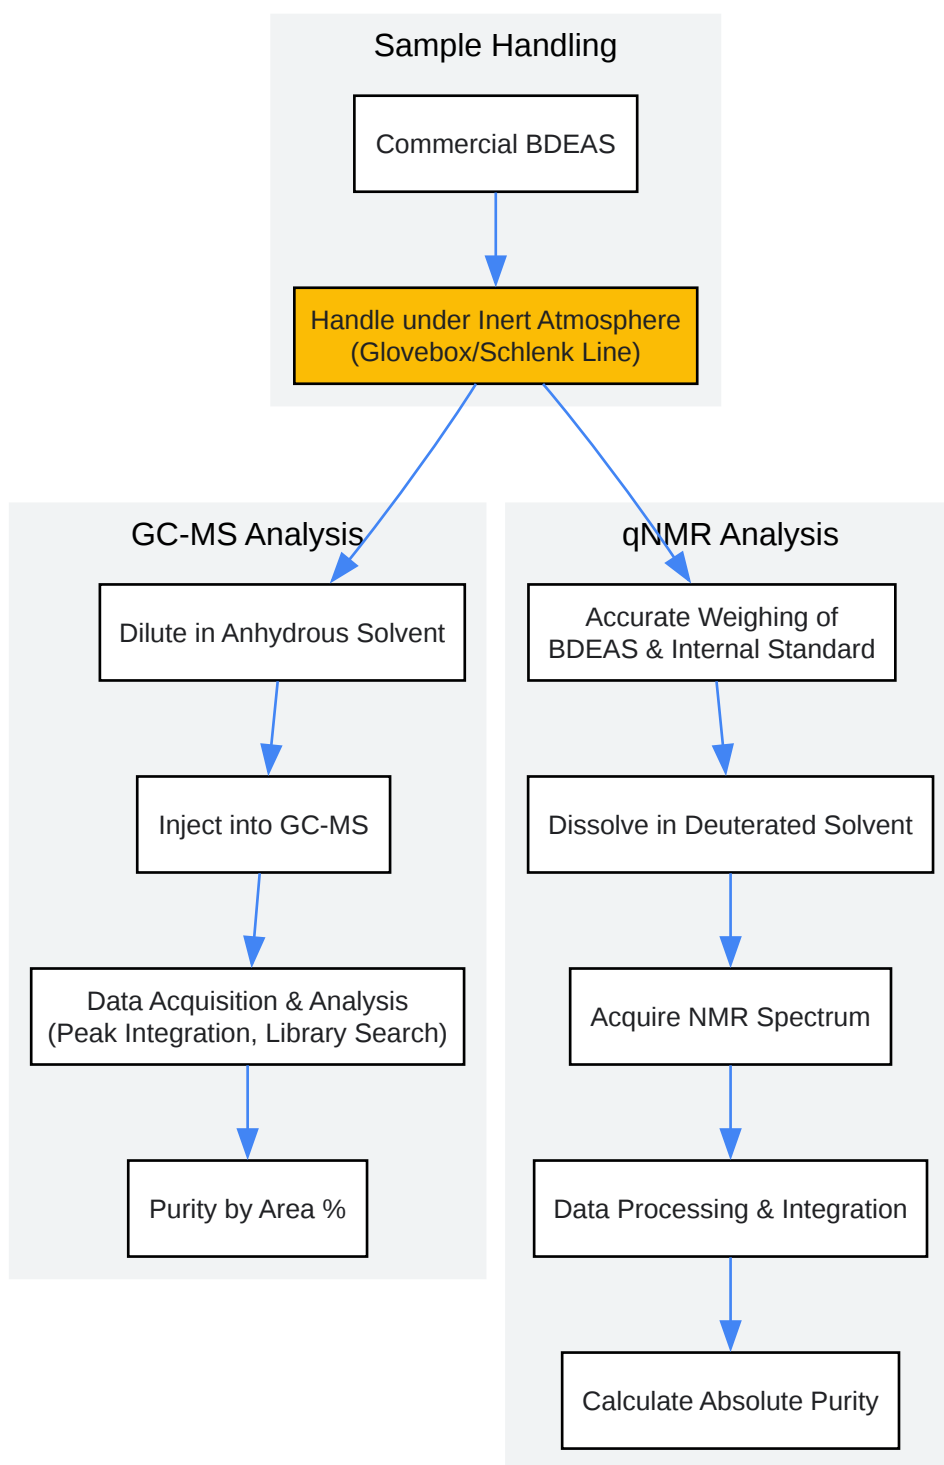 Sample Handling
Commercial BDEAS
Handle under Inert Atmosphere
(Glovebox/Schlenk Line)
GC-MS Analysis
Dilute in Anhydrous Solvent
Inject into GC-MS
Data Acquisition & Analysis
(Peak Integration, Library Search)
Purity by Area %
qNMR Analysis
Accurate Weighing of
BDEAS & Internal Standard
Dissolve in Deuterated Solvent
Acquire NMR Spectrum
Data Processing & Integration
Calculate Absolute Purity